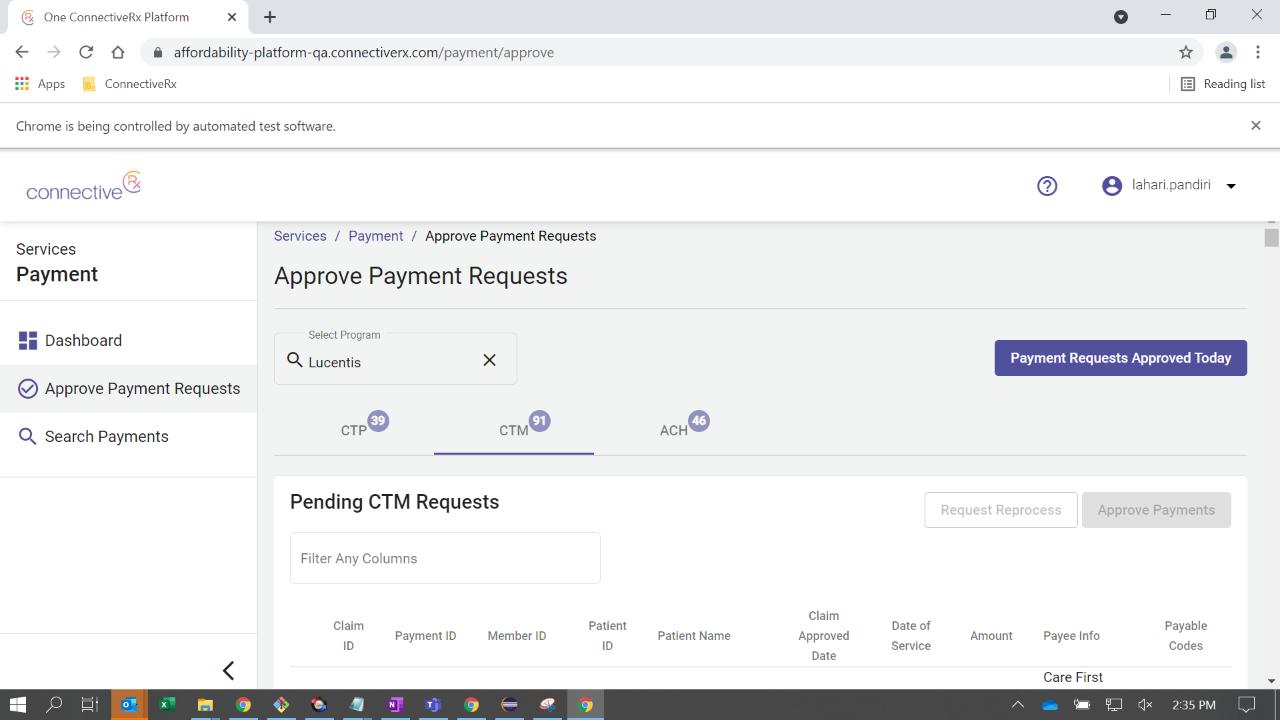 One ConnectiveRx Platform
affordability-platform-qa.connectiverx.com/payment/approve
Apps
ConnectiveRx
Reading list
Chrome is being controlled by automated test software.
connective Rx
lahari.pandiri
Services
Payment
Dashboard
Approve Payment Requests
Search Payments
Services / Payment / Approve Payment Requests
Approve Payment Requests
Select Program
Lucentis
Payment Requests Approved Today
CTP 39
CTM 91
ACH 46
Pending CTM Requests
Request Reprocess
Approve Payments
Filter Any Columns
Claim ID
Payment ID
Member ID
Patient ID
Patient Name
Claim Approved Date
Date of Service
Amount
Payee Info
Payable Codes
Care First
2:35 PM